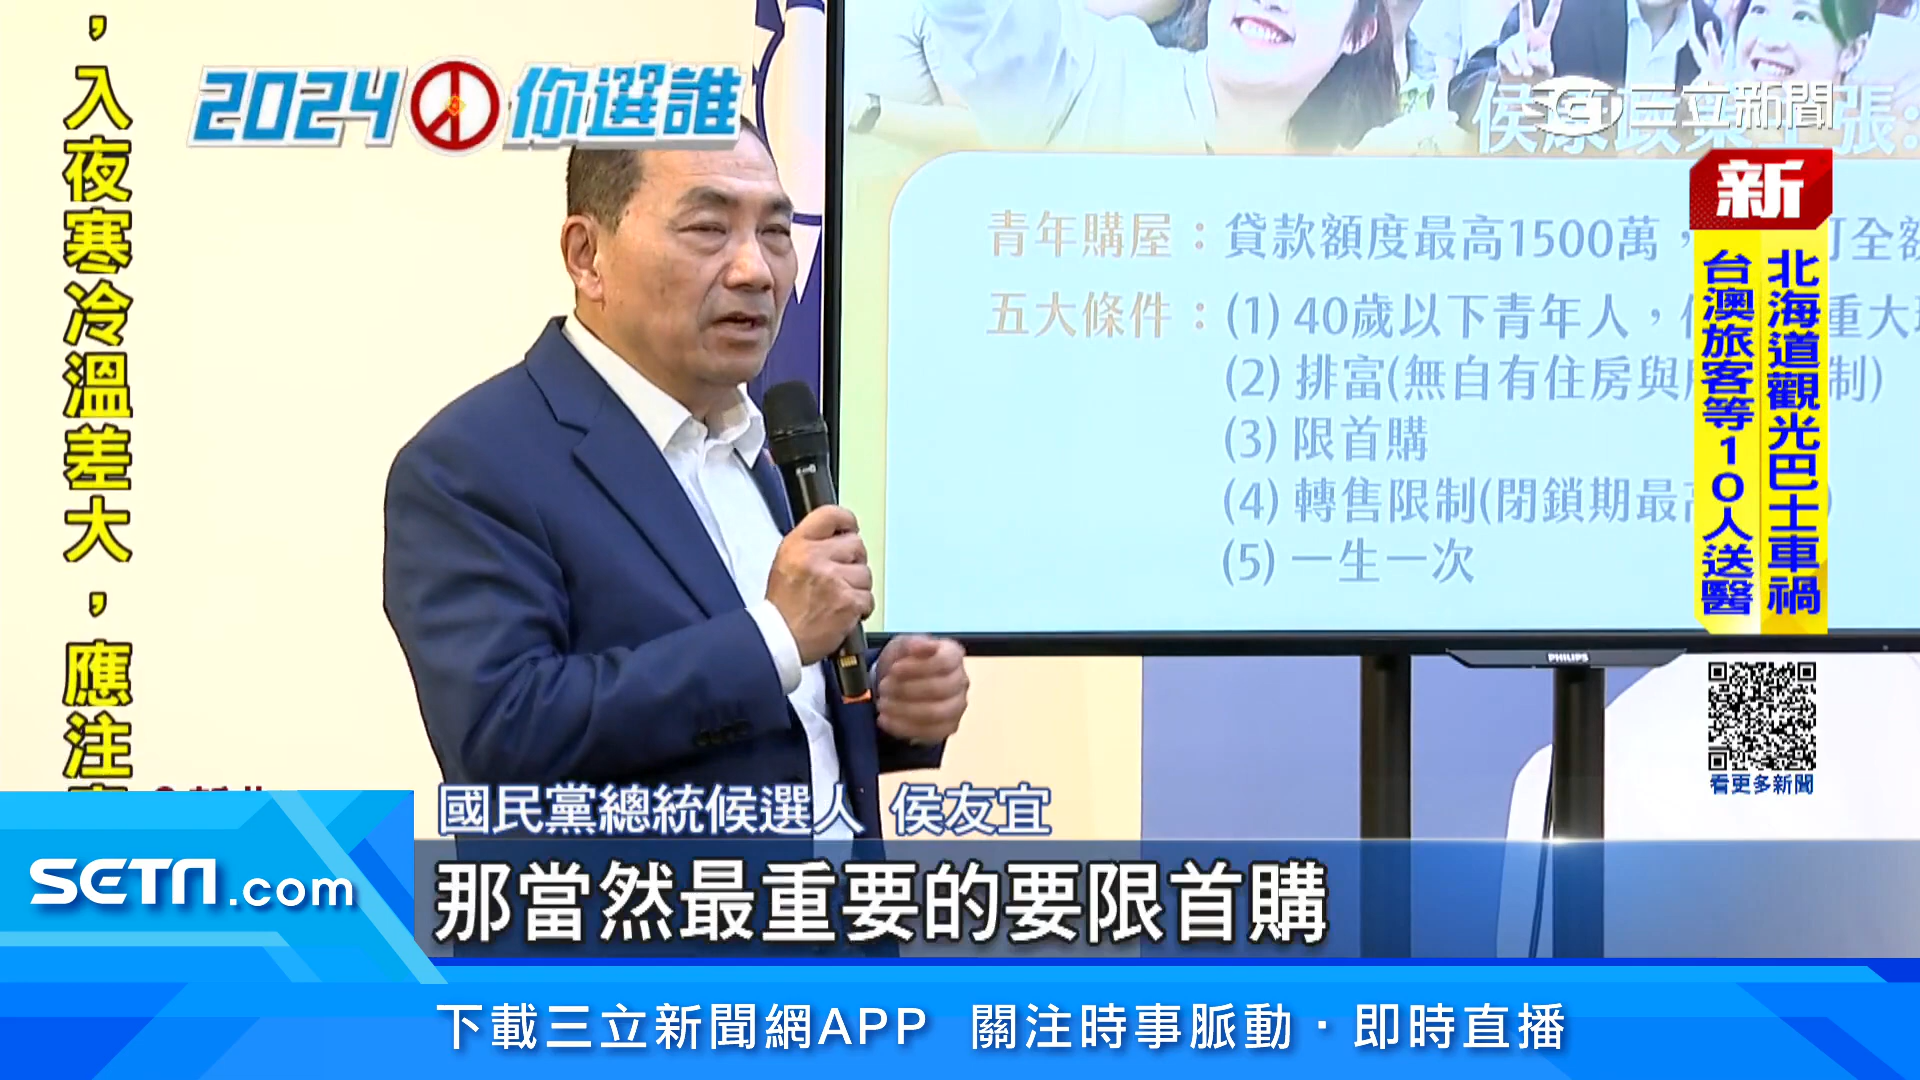 ，入夜寒冷溫差大，應注
2024 你選誰
三立新聞
新
北海道觀光巴士車禍
台澳旅客等10人送醫
青年購屋：貸款額度最高1500萬，
五大條件：(1) 40歲以下青年人，
(2) 排富(無自有住房與 制)
(3) 限首購
(4) 轉售限制(閉鎖期最
(5) 一生一次
PHILIPS
看更多新聞
國民黨總統候選人 侯友宜
那當然最重要的要限首購
SETN.com
下載三立新聞網APP 關注時事脈動・即時直播